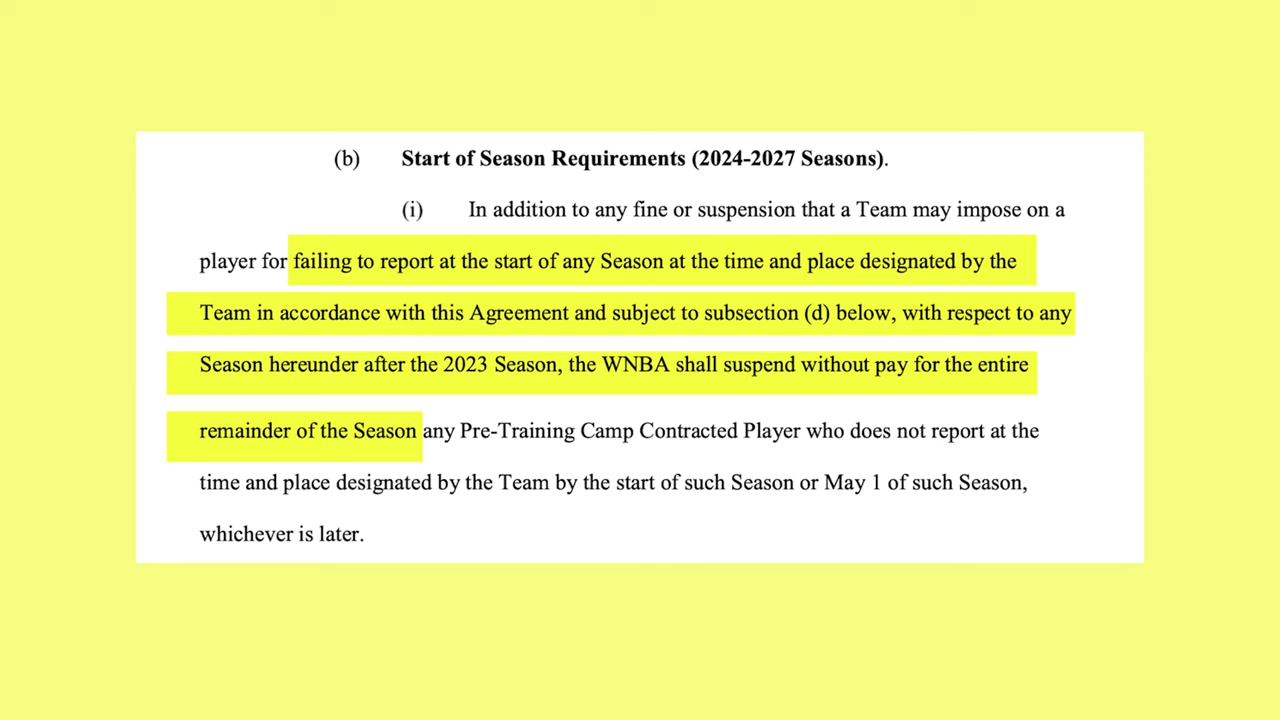 (b) Start of Season Requirements (2024-2027 Seasons).
(i) In addition to any fine or suspension that a Team may impose on a
player for failing to report at the start of any Season at the time and place designated by the
Team in accordance with this Agreement and subject to subsection (d) below, with respect to any
Season hereunder after the 2023 Season, the WNBA shall suspend without pay for the entire
remainder of the Season any Pre-Training Camp Contracted Player who does not report at the
time and place designated by the Team by the start of such Season or May 1 of such Season,
whichever is later.